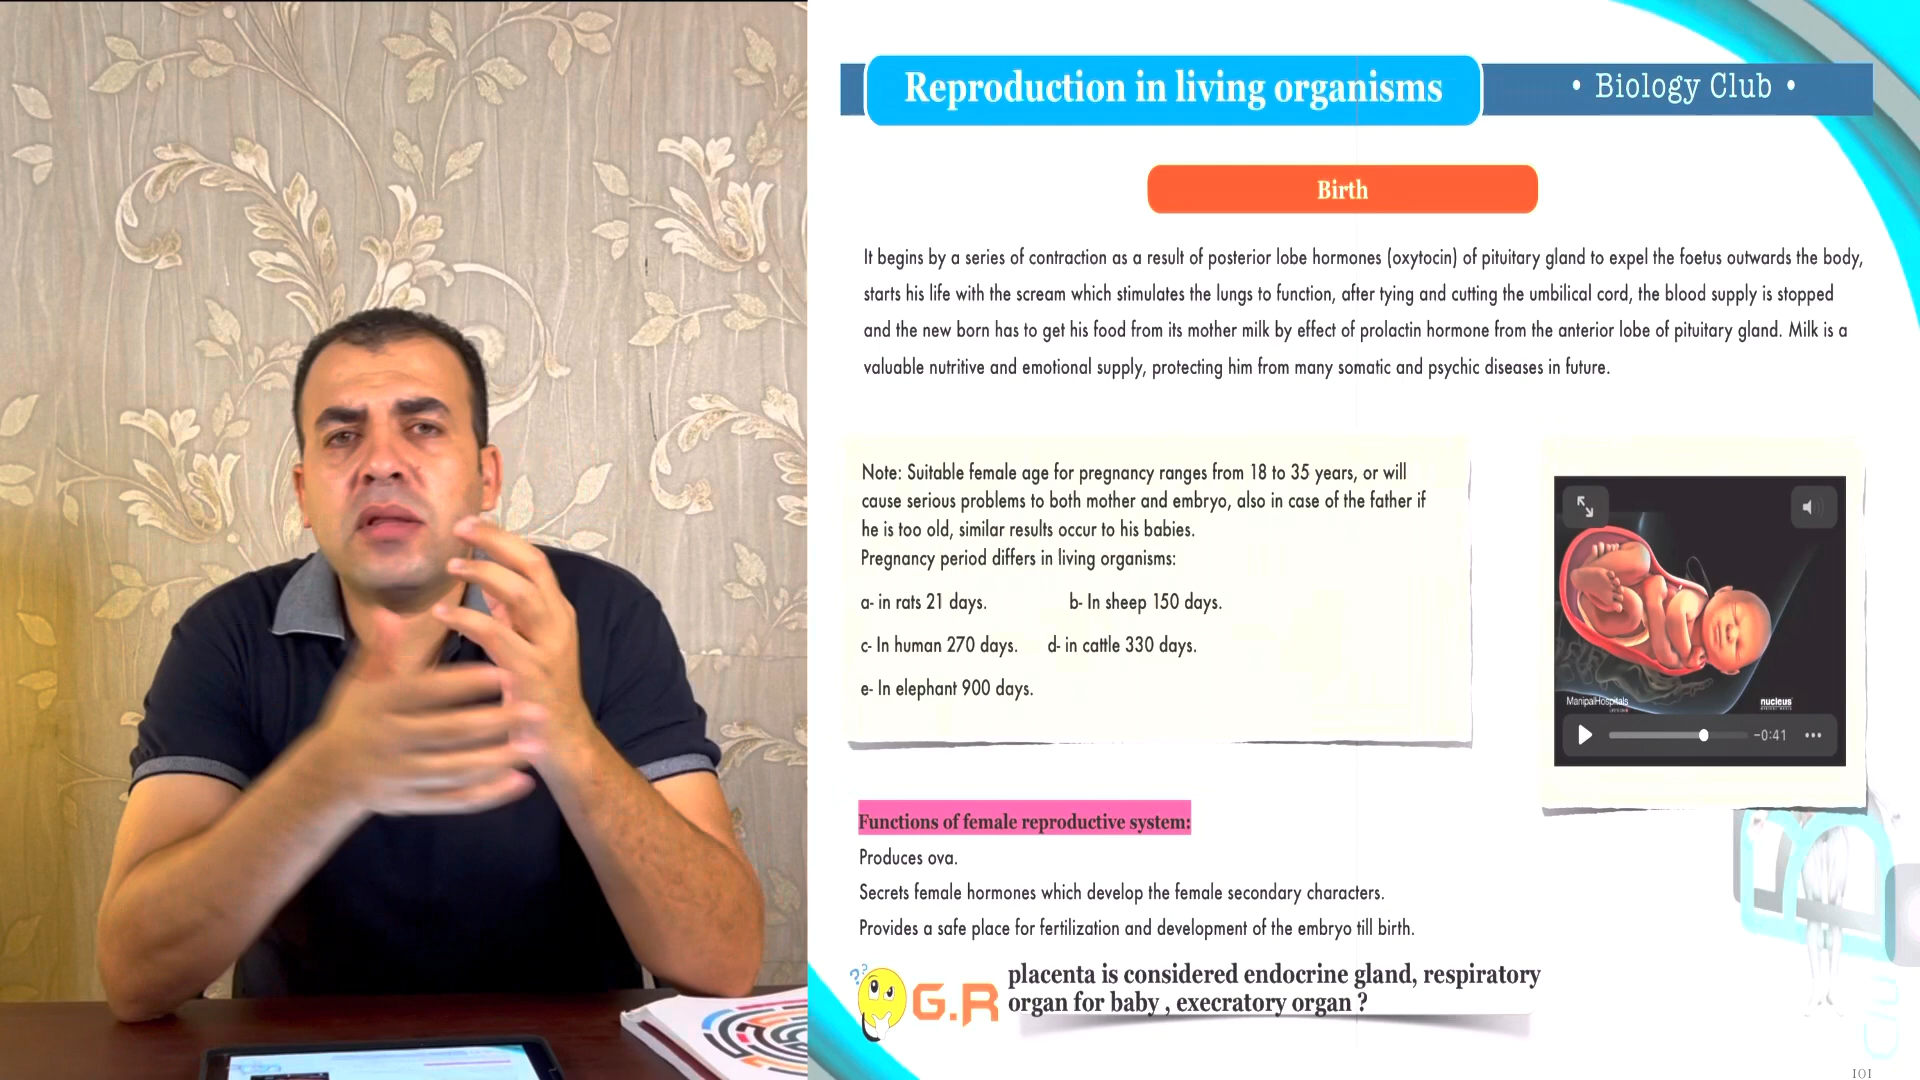 Reproduction in living organisms
• Biology Club •
Birth
It begins by a series of contraction as a result of posterior lobe hormones (oxytocin) of pituitary gland to expel the foetus outwards the body,
starts his life with the scream which stimulates the lungs to function, after tying and cutting the umbilical cord, the blood supply is stopped
and the new born has to get his food from its mother milk by effect of prolactin hormone from the anterior lobe of pituitary gland. Milk is a
valuable nutritive and emotional supply, protecting him from many somatic and psychic diseases in future.
Note: Suitable female age for pregnancy ranges from 18 to 35 years, or will
cause serious problems to both mother and embryo, also in case of the father if
he is too old, similar results occur to his babies.
Pregnancy period differs in living organisms:
a- in rats 21 days. b- In sheep 150 days.
c- In human 270 days. d- in cattle 330 days.
e- In elephant 900 days.
ManipalHospitals
nucleus
-0:41
Functions of female reproductive system:
Produces ova.
Secrets female hormones which develop the female secondary characters.
Provides a safe place for fertilization and development of the embryo till birth.
??
G.R
placenta is considered endocrine gland, respiratory
organ for baby , execratory organ ?
101